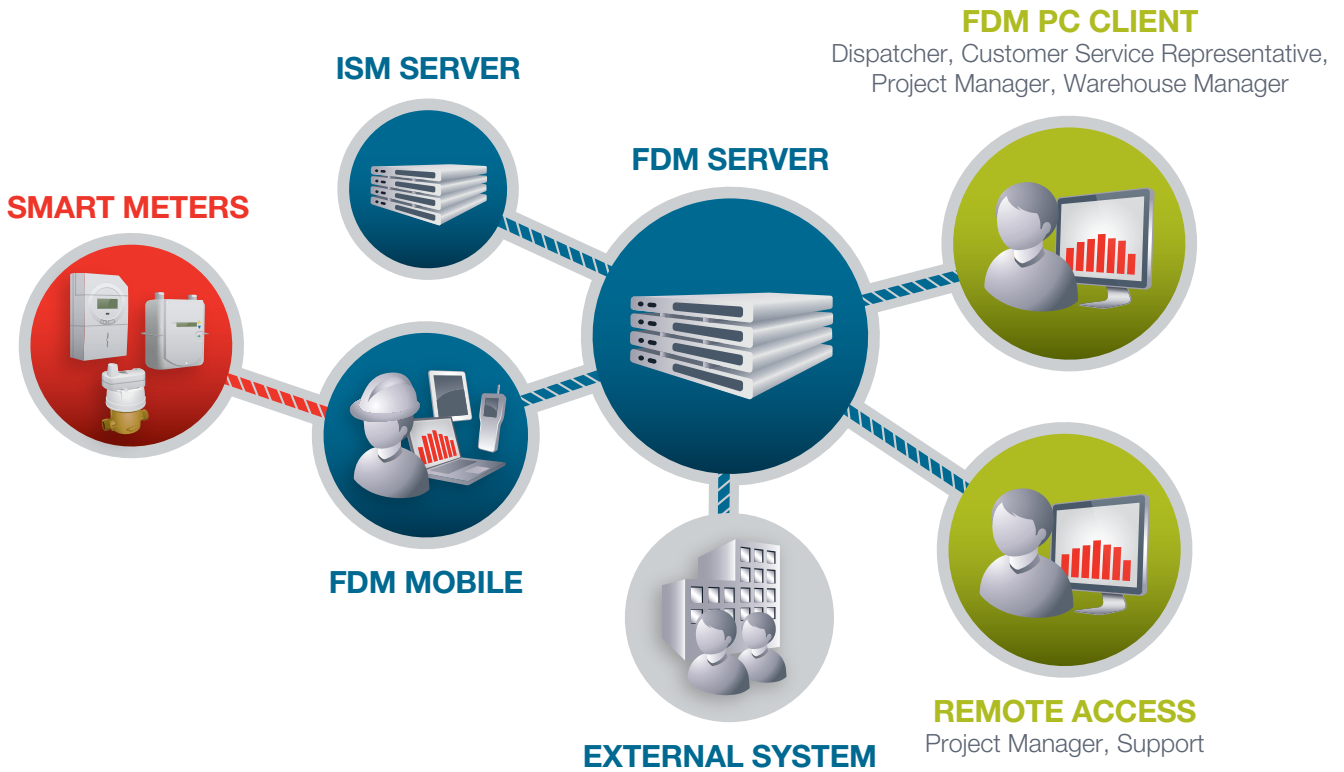 FDM PC CLIENT
Dispatcher, Customer Service Representative,
Project Manager, Warehouse Manager
ISM SERVER
FDM SERVER
SMART METERS
FDM MOBILE
REMOTE ACCESS
Project Manager, Support
EXTERNAL SYSTEM